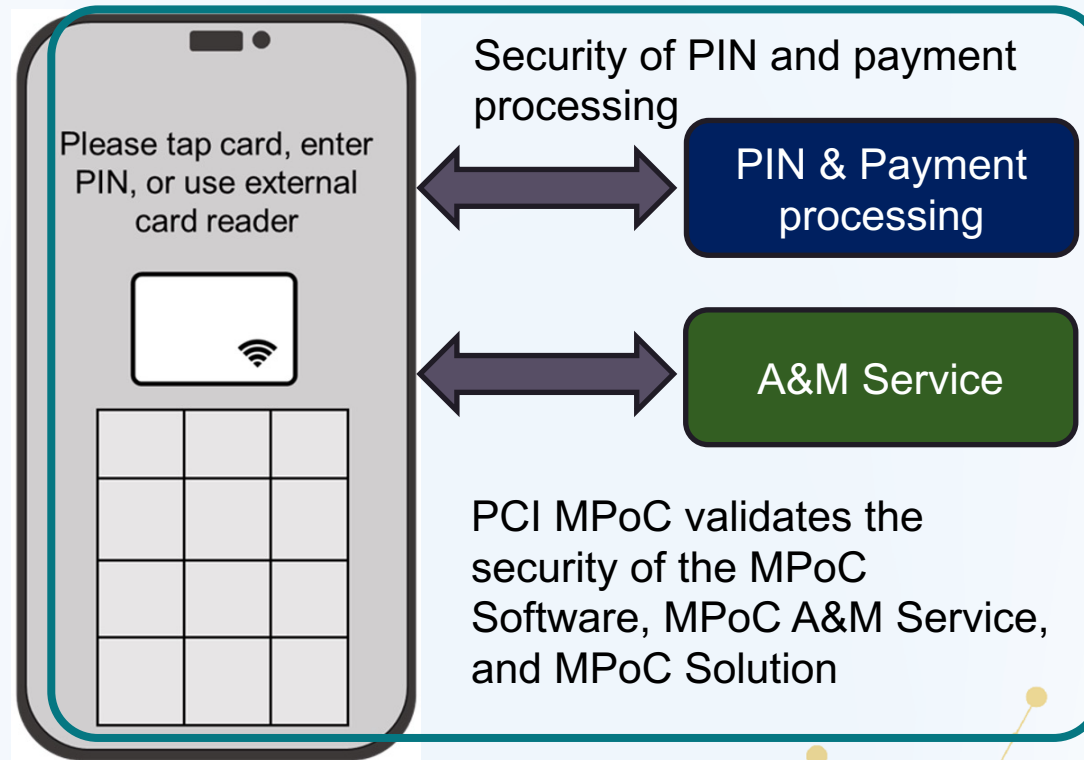 Please tap card, enter
PIN, or use external
card reader
Security of PIN and payment
processing
PIN & Payment
processing
A&M Service
PCI MPoC validates the
security of the MPoC
Software, MPoC A&M Service,
and MPoC Solution